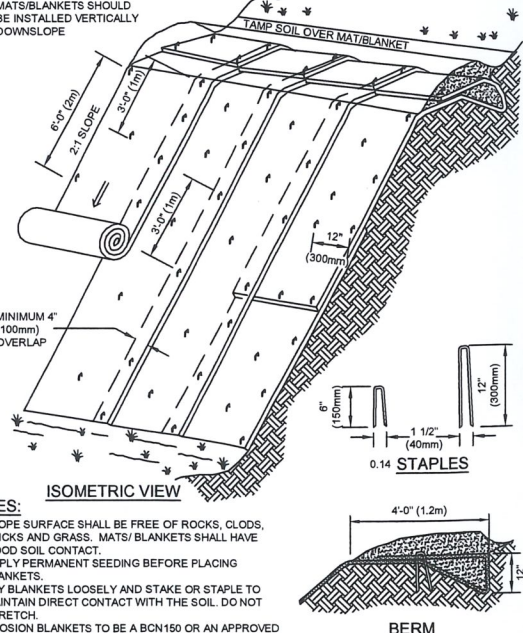 MATS/BLANKETS SHOULD
BE INSTALLED VERTICALLY
DOWNSLOPE
TAMP SOIL OVER MAT/BLANKET
6'-0" (2m)
3'-0" (1m)
2:1 SLOPE
3'-0" (1m)
12"
(300mm)
MINIMUM 4"
(100mm)
OVERLAP
6"
(150mm)
12"
(300mm)
1 1/2"
(40mm)
0.14 STAPLES
ISOMETRIC VIEW
4'-0" (1.2m)
12"
BERM
ES:
OPE SURFACE SHALL BE FREE OF ROCKS, CLODS,
ICKS AND GRASS. MATS/ BLANKETS SHALL HAVE
OOD SOIL CONTACT.
PLY PERMANENT SEEDING BEFORE PLACING
ANKETS.
Y BLANKETS LOOSELY AND STAKE OR STAPLE TO
AINTAIN DIRECT CONTACT WITH THE SOIL. DO NOT
RETCH.
OSION BLANKETS TO BE A BCN150 OR AN APPROVED